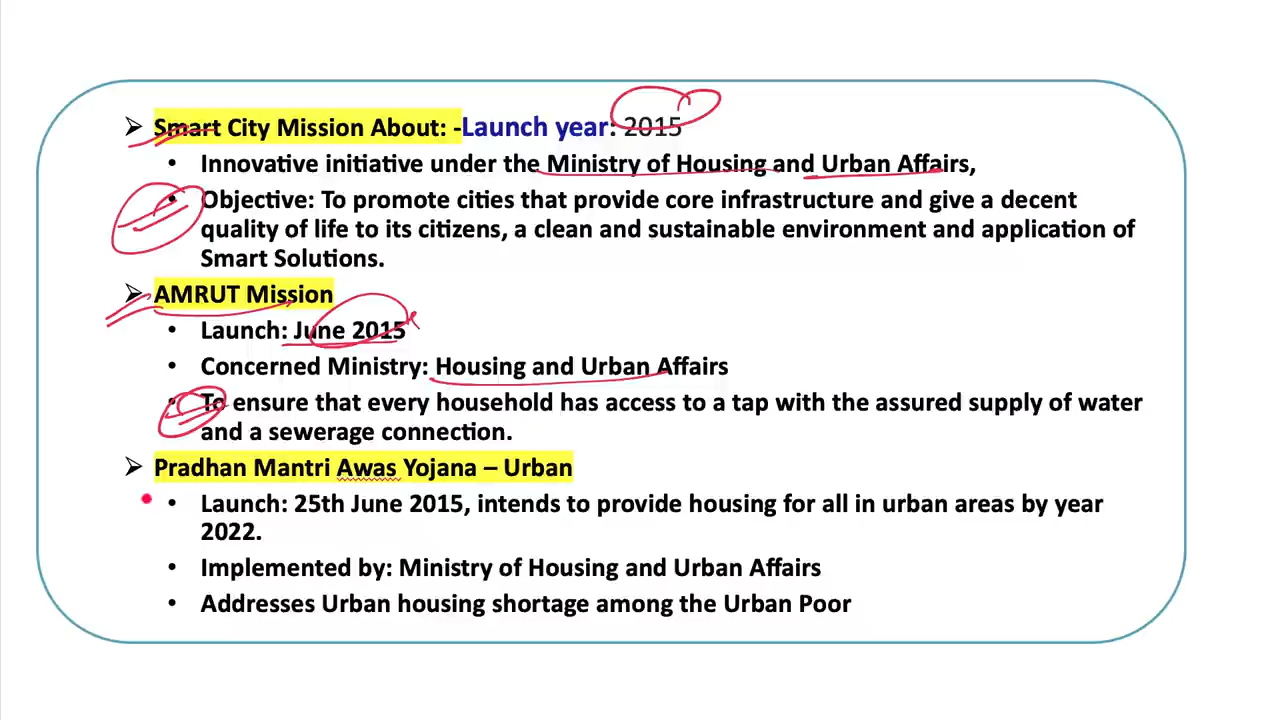 ➢ Smart City Mission About: -Launch year: 2015
• Innovative initiative under the Ministry of Housing and Urban Affairs,
• Objective: To promote cities that provide core infrastructure and give a decent
quality of life to its citizens, a clean and sustainable environment and application of
Smart Solutions.
➢ AMRUT Mission
• Launch: June 2015
• Concerned Ministry: Housing and Urban Affairs
• To ensure that every household has access to a tap with the assured supply of water
and a sewerage connection.
➢ Pradhan Mantri Awas Yojana – Urban
• Launch: 25th June 2015, intends to provide housing for all in urban areas by year
2022.
• Implemented by: Ministry of Housing and Urban Affairs
• Addresses Urban housing shortage among the Urban Poor